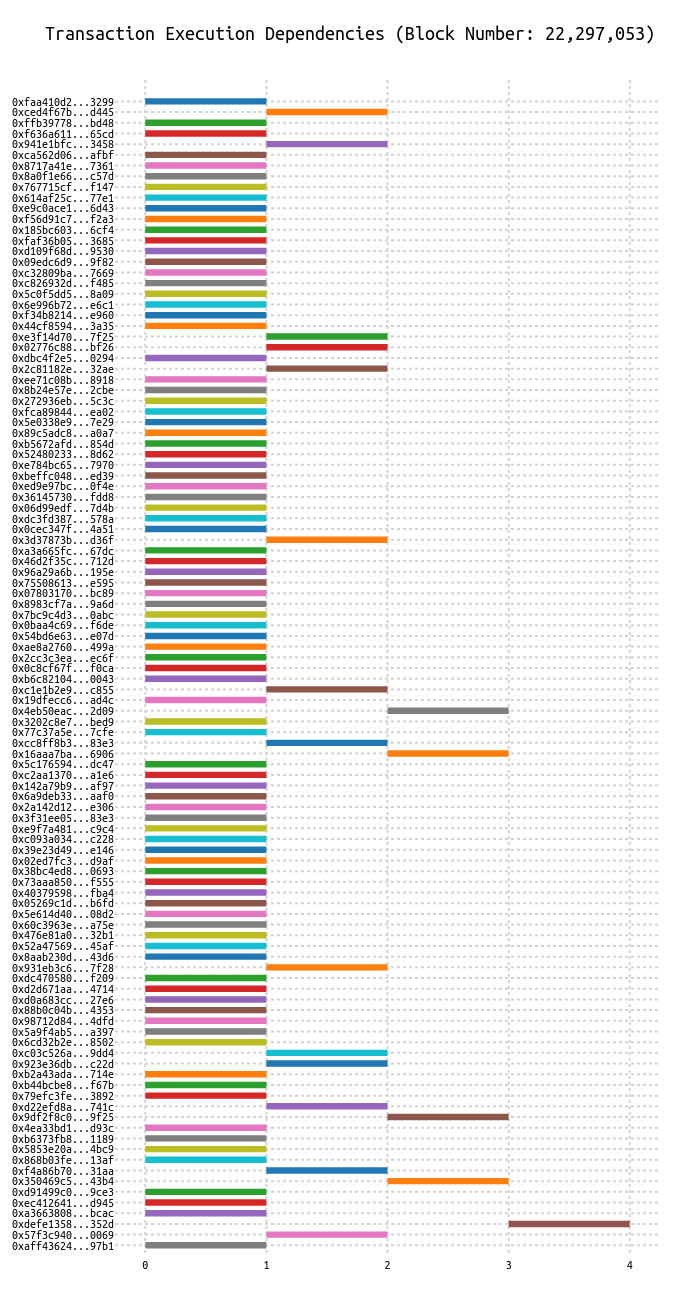 Transaction Execution Dependencies (Block Number: 22,297,053)
0xfaa410d2...3299
0xced4f67b...d445
0xffb39778...bd48
0xf636a611...65cd
0x941e1bfc...3458
0xca562d06...afbf
0x8717a41e...7361
0x8a0f1e66...c57d
0x767715cf...f147
0x614af25c...77e1
0xe9c0ace1...6d43
0xf56d91c7...f2a3
0x185bc603...6cf4
0xfaf36b05...3685
0xd109f68d...9530
0x09edc6d9...9f82
0xc32809ba...7669
0xc826932d...f485
0x5c0f5dd5...8a09
0x6e996b72...e6c1
0xf34b8214...e960
0x44cf8594...3a35
0xe3f14d70...7f25
0x02776c88...bf26
0xdbc4f2e5...0294
0x2c81182e...32ae
0xee71c08b...8918
0x8b24e57e...2cbe
0x272936eb...5c3c
0xfca89844...ea02
0x5e0338e9...7e29
0x89c5adc8...a0a7
0xb5672afd...854d
0x52480233...8d62
0xe784bc65...7970
0xbeffc048...ed39
0xed9e97bc...0f4e
0x36145730...fdd8
0x06d99edf...7d4b
0xdc3fd387...578a
0x0cec347f...4a51
0x3d37873b...d36f
0xa3a665fc...67dc
0x46d2f35c...712d
0x96a29a6b...195e
0x75508613...e595
0x07803170...bc89
0x8983cf7a...9a6d
0x7bc9c4d3...0abc
0x0baa4c69...f6de
0x54bd6e63...e07d
0xae8a2760...499a
0x2cc3c3ea...ec6f
0x0c8cf67f...f0ca
0xb6c82104...0043
0xc1e1b2e9...c855
0x19dfecc6...ad4c
0x4eb50eac...2d09
0x3202c8e7...bed9
0x77c37a5e...7cfe
0xcc8ff8b3...83e3
0x16aaa7ba...6906
0x5c176594...dc47
0xc2aa1370...a1e6
0x142a79b9...af97
0x6a9deb33...aaf0
0x2a142d12...e306
0x3f31ee05...83e3
0xe9f7a481...c9c4
0xc093a034...c228
0x39e23d49...e146
0x02ed7fc3...d9af
0x38bc4ed8...0693
0x73aaa850...f555
0x40379598...fba4
0x05269c1d...b6fd
0x5e614d40...08d2
0x60c3963e...a75e
0x476e81a0...32b1
0x52a47569...45af
0x8aab230d...43d6
0x931eb3c6...7f28
0xdc470580...f209
0xd2d671aa...4714
0xd0a683cc...27e6
0x88b0c04b...4353
0x98712d84...4dfd
0x5a9f4ab5...a397
0x6cd32b2e...8502
0xc03c526a...9dd4
0x923e36db...c22d
0xb2a43ada...714e
0xb44bcbe8...f67b
0x79efc3fe...3892
0xd22efd8a...741c
0x9df2f8c0...9f25
0x4ea33bd1...d93c
0xb6373fb8...1189
0x5853e20a...4bc9
0x868b03fe...13af
0xf4a86b70...31aa
0x350469c5...43b4
0xd91499c0...9ce3
0xec412641...d945
0xa3663808...bcac
0xdefe1358...352d
0x57f3c940...0069
0xaff43624...97b1
0 1 2 3 4